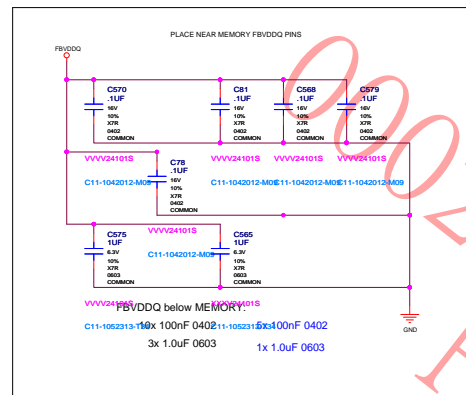 PLACE NEAR MEMORY FBVDDQ PINS
FBVDDQ
C570
.1UF
16V
10%
X7R
0402
COMMON
C81
.1UF
16V
10%
X7R
0402
COMMON
C568
.1UF
16V
10%
X7R
0402
COMMON
C579
.1UF
16V
10%
X7R
0402
COMMON
VVVV24101S
VVVV24101S
VVVV24101S
VVVV24101S
C11-1042012-M09
C11-1042012-M09
C11-1042012-M09
C11-1042012-M09
C78
.1UF
16V
10%
X7R
0402
COMMON
VVVV24101S
C11-1042012-M09
C575
1UF
6.3V
10%
X7R
0603
COMMON
C565
1UF
6.3V
10%
X7R
0603
COMMON
FBVDDQ below MEMORY:
10x 100nF 0402
5x 100nF 0402
3x 1.0uF 0603
1x 1.0uF 0603
GND
0002